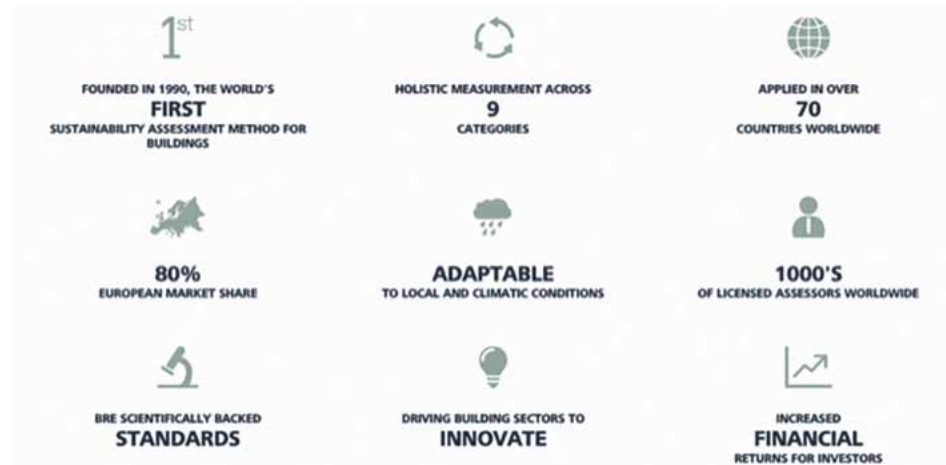 1st
FOUNDED IN 1990, THE WORLD'S
FIRST
SUSTAINABILITY ASSESSMENT METHOD FOR
BUILDINGS
HOLISTIC MEASUREMENT ACROSS
9
CATEGORIES
APPLIED IN OVER
70
COUNTRIES WORLDWIDE
80%
EUROPEAN MARKET SHARE
ADAPTABLE
TO LOCAL AND CLIMATIC CONDITIONS
1000'S
OF LICENSED ASSESSORS WORLDWIDE
BRE SCIENTIFICALLY BACKED
STANDARDS
DRIVING BUILDING SECTORS TO
INNOVATE
INCREASED
FINANCIAL
RETURNS FOR INVESTORS